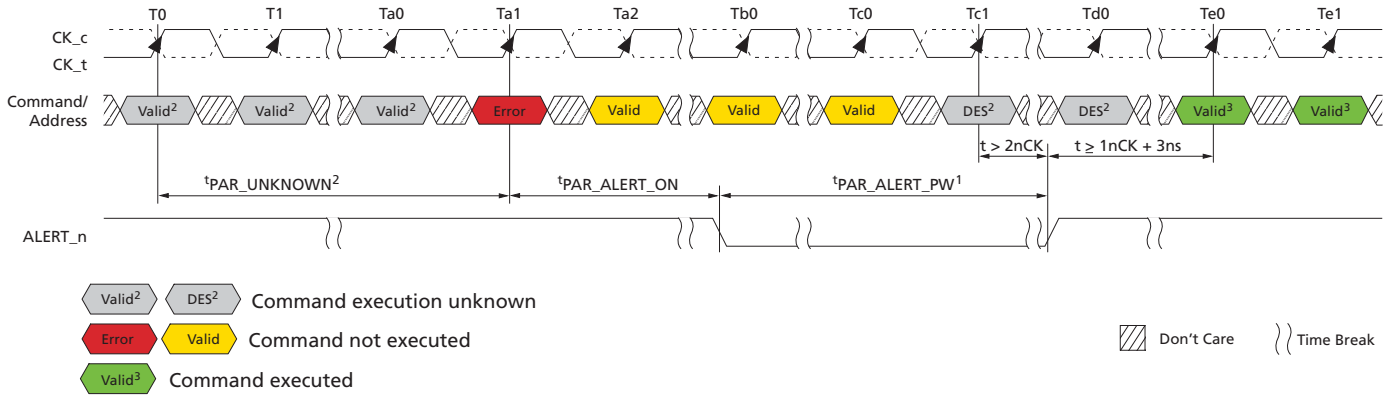 T0 T1 Ta0 Ta1 Ta2 Tb0 Tc0 Tc1 Td0 Te0 Te1
CK_c
CK_t
Command/
Address
Valid² Valid² Valid² Error Valid Valid Valid DES² DES² Valid³ Valid³
t > 2nCK t ≥ 1nCK + 3ns
ᵗPAR_UNKNOWN² ᵗPAR_ALERT_ON ᵗPAR_ALERT_PW¹
ALERT_n
Valid² DES² Command execution unknown
Error Valid Command not executed
Don't Care Time Break
Valid³ Command executed